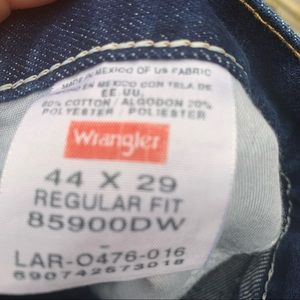 MADE IN MEXICO OF US FABRIC
EN MEXICO CON TELA DE
EE.UU.
80% COTTON / ALGODON 20%
POLYESTER / POLIESTER
Wrangler
44 X 29
REGULAR FIT
85900DW
-
LAR-O476-016
590742673018